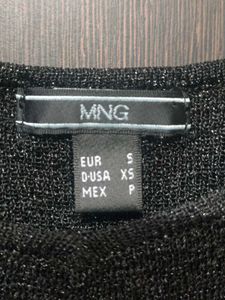 MNG
EUR S
D-USA XS
MEX P